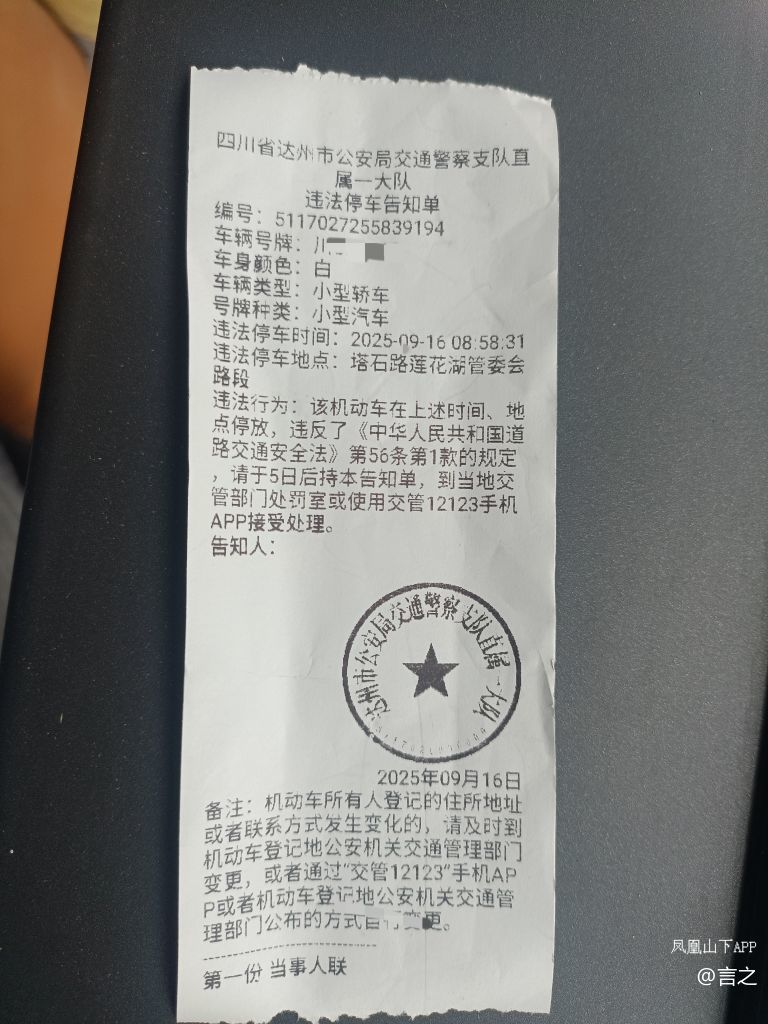 四川省达州市公安局交通警察支队直
属一大队
违法停车告知单
编号：5117027255839194
车辆号牌：川
车身颜色：白
车辆类型：小型轿车
号牌种类：小型汽车
违法停车时间：2025-09-16 08:58:31
违法停车地点：塔石路莲花湖管委会
路段
违法行为：该机动车在上述时间、地
点停放，违反了《中华人民共和国道
路交通安全法》第56条第1款的规定
，请于5日后持本告知单，到当地交
管部门处罚室或使用交管12123手机
APP接受处理。
告知人：
达州市公安局交通警察支队直属一大队
2025年09月16日
备注：机动车所有人登记的住所地址
或者联系方式发生变化的，请及时到
机动车登记地公安机关交通管理部门
变更，或者通过“交管12123”手机AP
P或者机动车登记地公安机关交通管
理部门公布的方式自行变更。
第一份 当事人联
凤凰山下APP
@言之